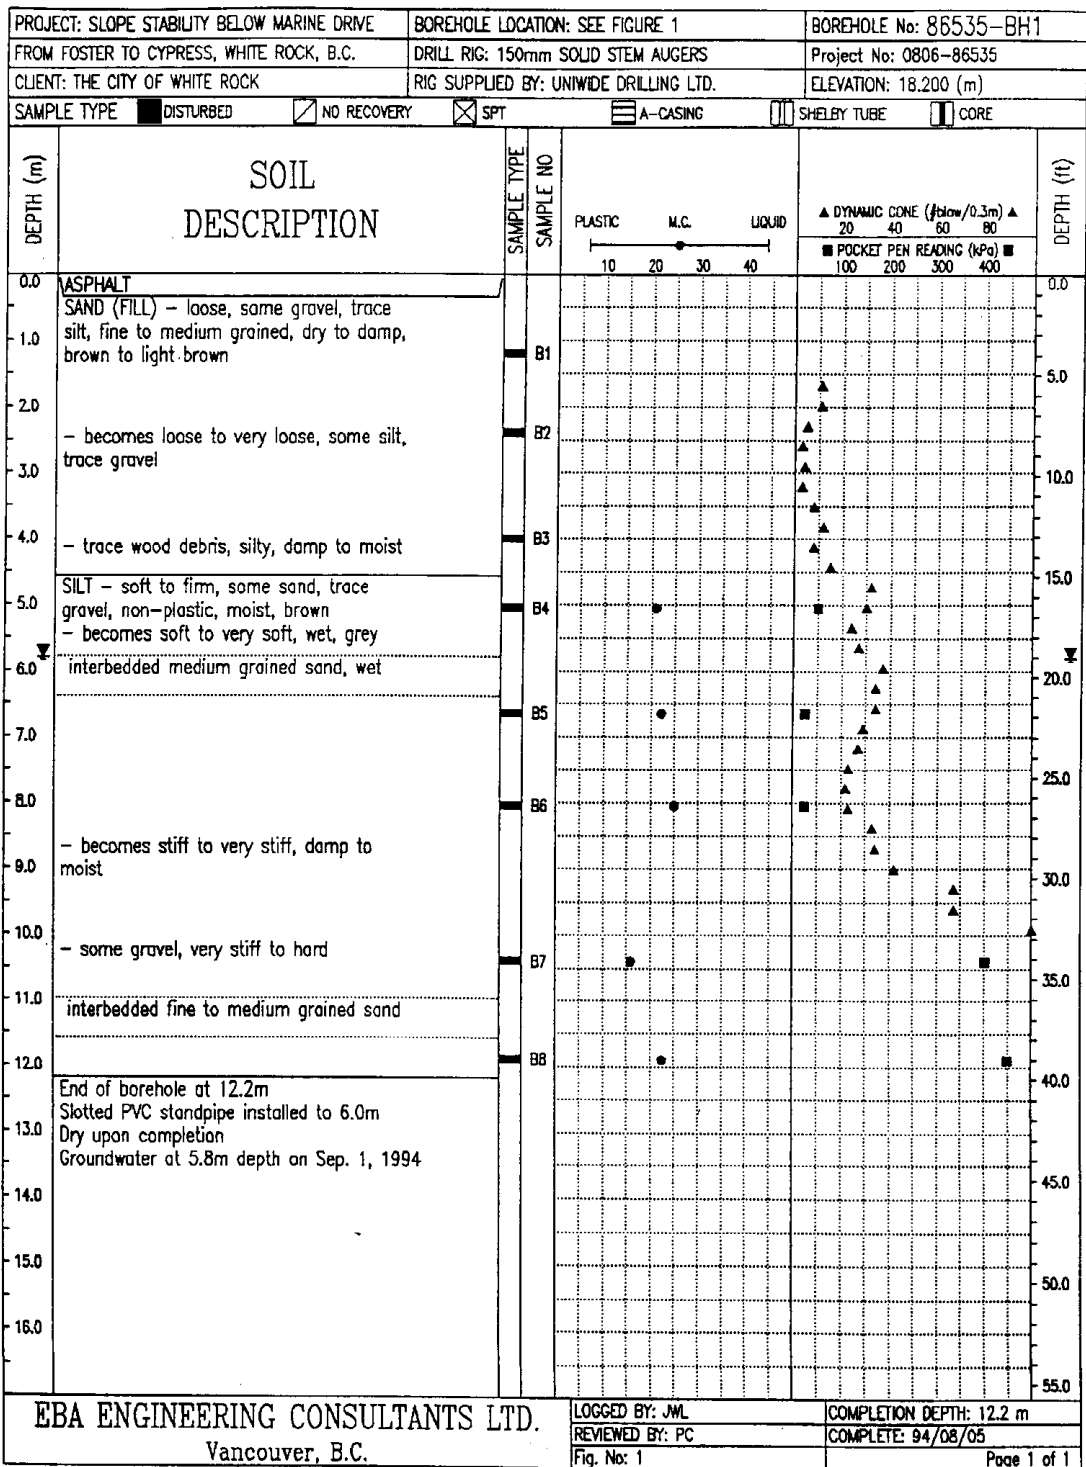 PROJECT: SLOPE STABILITY BELOW MARINE DRIVE
BOREHOLE LOCATION: SEE FIGURE 1
BOREHOLE No: 86535-BH1
FROM FOSTER TO CYPRESS, WHITE ROCK, B.C.
DRILL RIG: 150mm SOLID STEM AUGERS
Project No: 0806-86535
CLIENT: THE CITY OF WHITE ROCK
RIG SUPPLIED BY: UNIWIDE DRILLING LTD.
ELEVATION: 18.200 (m)
SAMPLE TYPE DISTURBED NO RECOVERY SPT A-CASING SHELBY TUBE CORE
DEPTH (m)
SOIL
DESCRIPTION
SAMPLE TYPE
SAMPLE NO
PLASTIC M.C. LIQUID
10 20 30 40
▲ DYNAMIC CONE (#blow/0.3m) ▲
20 40 60 80
■ POCKET PEN READING (kPa) ■
100 200 300 400
DEPTH (ft)
0.0
1.0
2.0
3.0
4.0
5.0
6.0
7.0
8.0
9.0
10.0
11.0
12.0
13.0
14.0
15.0
16.0
ASPHALT
SAND (FILL) - loose, some gravel, trace
silt, fine to medium grained, dry to damp,
brown to light brown
- becomes loose to very loose, some silt,
trace gravel
- trace wood debris, silty, damp to moist
SILT - soft to firm, some sand, trace
gravel, non-plastic, moist, brown
- becomes soft to very soft, wet, grey
interbedded medium grained sand, wet
- becomes stiff to very stiff, damp to
moist
- some gravel, very stiff to hard
interbedded fine to medium grained sand
End of borehole at 12.2m
Slotted PVC standpipe installed to 6.0m
Dry upon completion
Groundwater at 5.8m depth on Sep. 1, 1994
B1
B2
B3
B4
B5
B6
B7
B8
0.0
5.0
10.0
15.0
20.0
25.0
30.0
35.0
40.0
45.0
50.0
55.0
EBA ENGINEERING CONSULTANTS LTD.
Vancouver, B.C.
LOGGED BY: JWL
COMPLETION DEPTH: 12.2 m
REVIEWED BY: PC
COMPLETE: 94/08/05
Fig. No: 1
Page 1 of 1